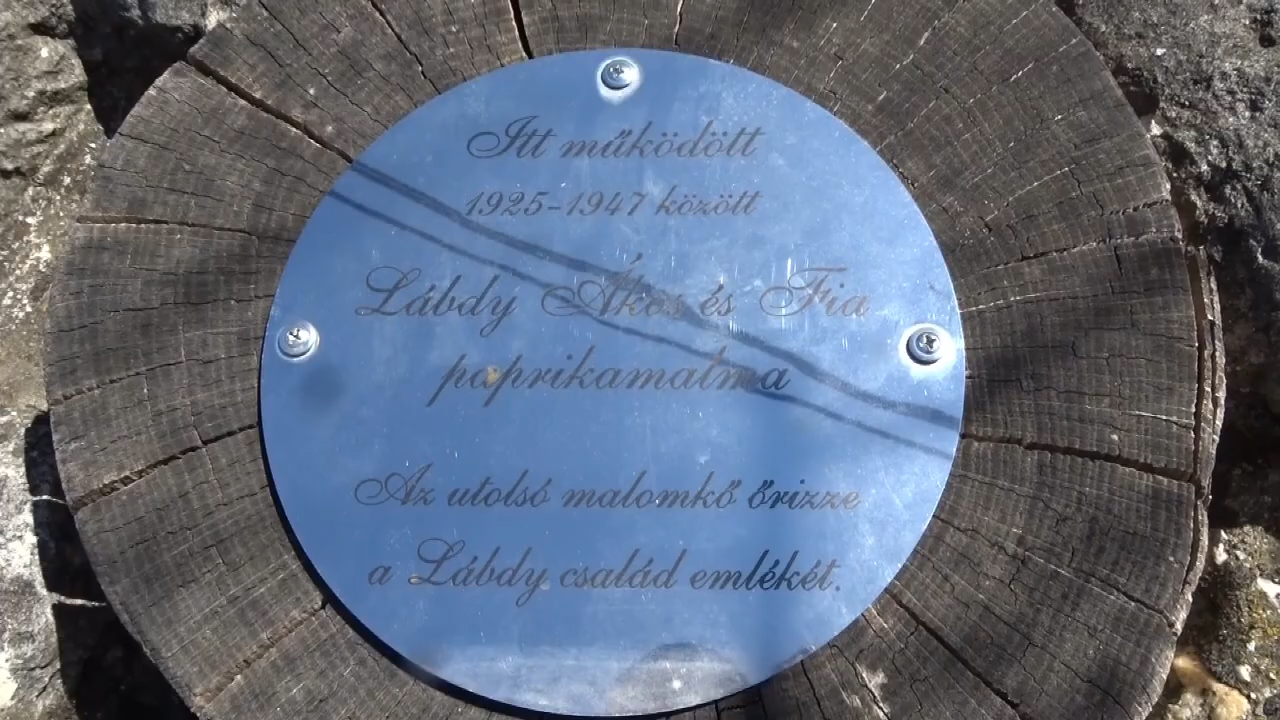 Itt működött
1925-1947 között
Lábdy Ákos és Fia
paprikamalma
Az utolsó malomkő őrizze
a Lábdy család emlékét.